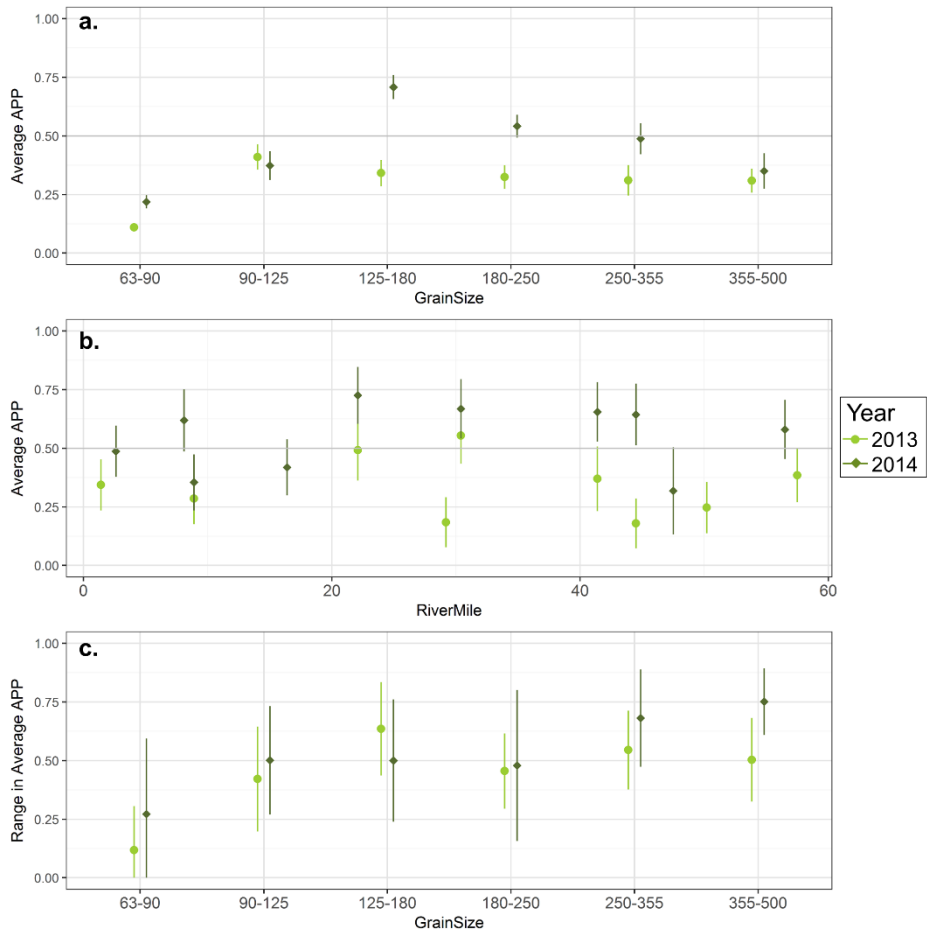 a.
1.00
0.75
0.50
0.25
0.00
Average APP
63-90 90-125 125-180 180-250 250-355 355-500
GrainSize
b.
1.00
0.75
0.50
0.25
0.00
Average APP
0 20 40 60
RiverMile
Year
2013
2014
c.
1.00
0.75
0.50
0.25
0.00
Range in Average APP
63-90 90-125 125-180 180-250 250-355 355-500
GrainSize